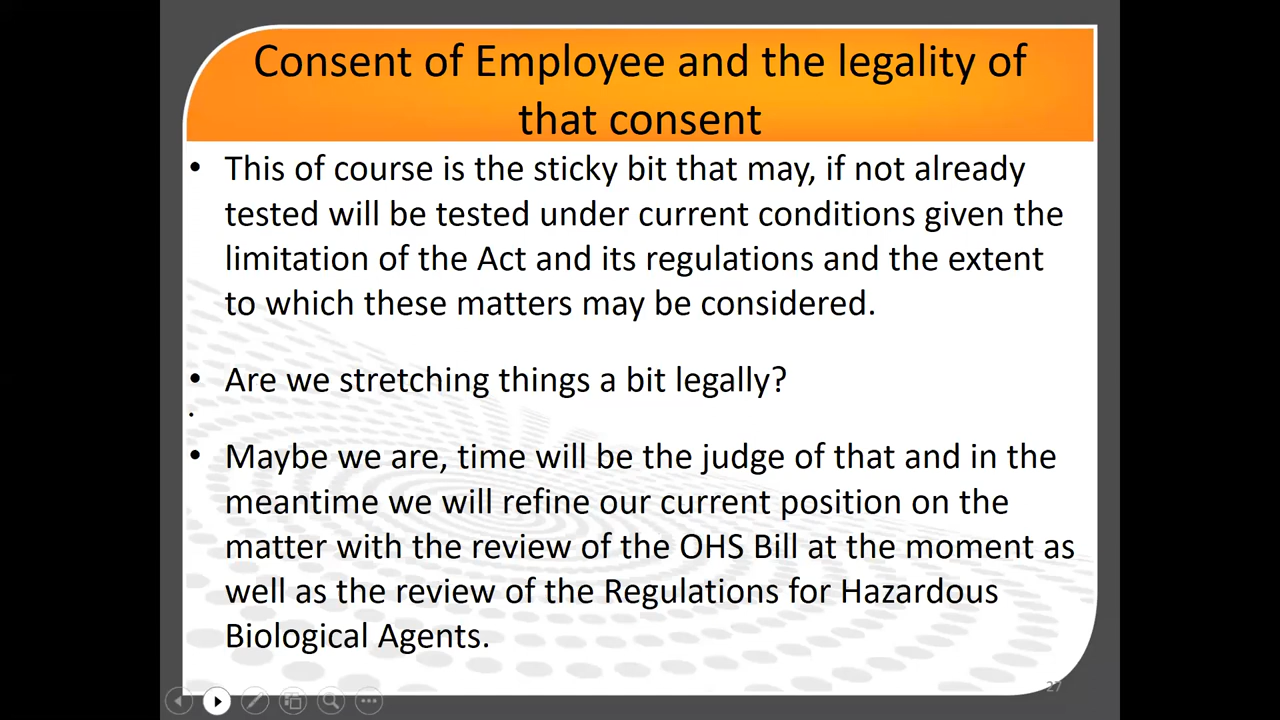 Consent of Employee and the legality of
that consent
• This of course is the sticky bit that may, if not already
tested will be tested under current conditions given the
limitation of the Act and its regulations and the extent
to which these matters may be considered.
• Are we stretching things a bit legally?
•
• Maybe we are, time will be the judge of that and in the
meantime we will refine our current position on the
matter with the review of the OHS Bill at the moment as
well as the review of the Regulations for Hazardous
Biological Agents.
27